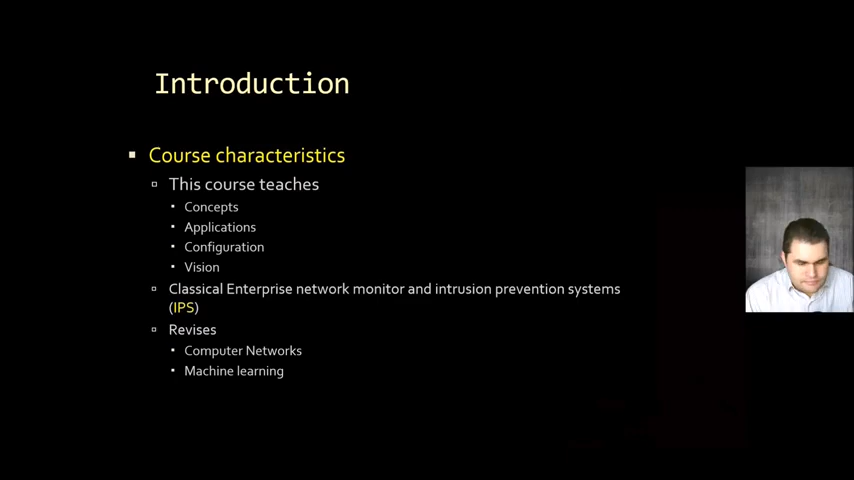 Introduction
Course characteristics
This course teaches
Concepts
Applications
Configuration
Vision
Classical Enterprise network monitor and intrusion prevention systems
(IPS)
Revises
Computer Networks
Machine learning